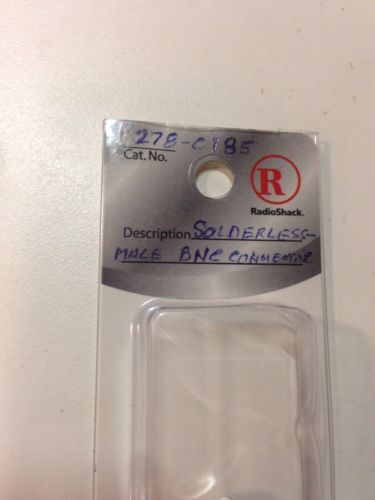 278-0185
Cat. No.
R
RadioShack.
Description SOLDERLESS-
MALE BNC CONNECTOR